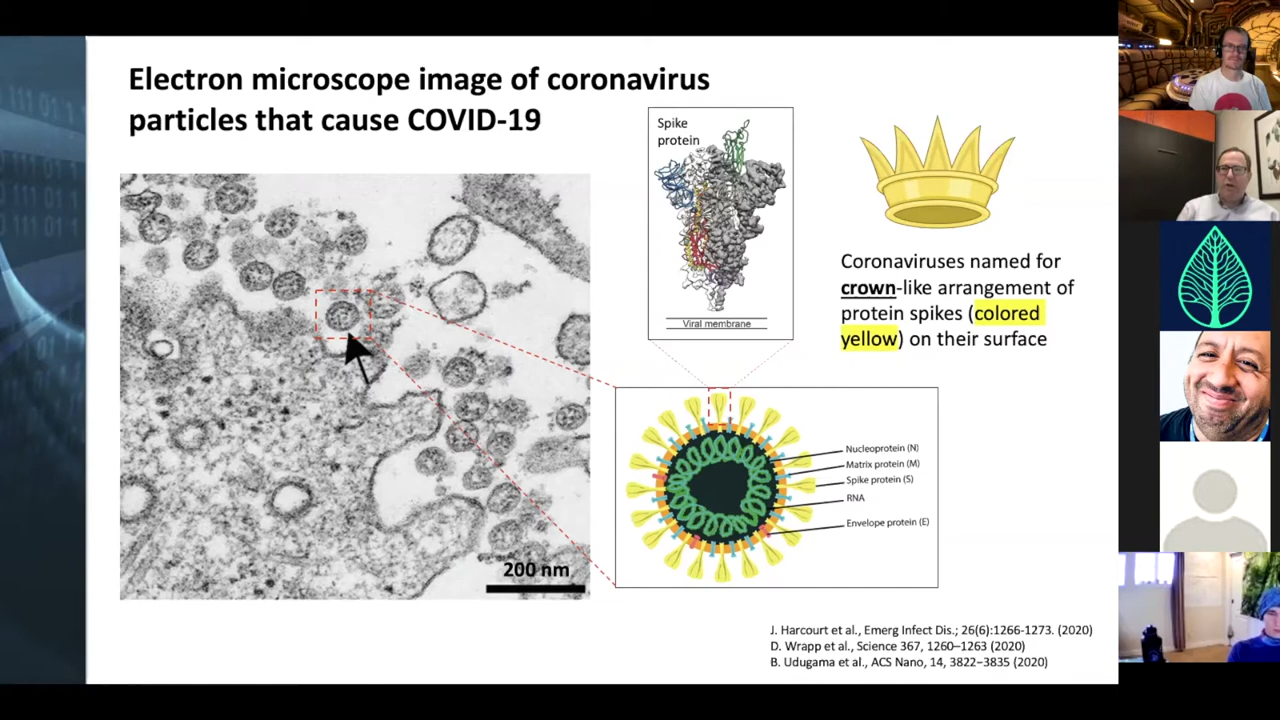 Electron microscope image of coronavirus
particles that cause COVID-19
200 nm
Spike
protein
Viral membrane
Coronaviruses named for
crown-like arrangement of
protein spikes (colored
yellow) on their surface
Nucleoprotein (N)
Matrix protein (M)
Spike protein (S)
RNA
Envelope protein (E)
J. Harcourt et al., Emerg Infect Dis.; 26(6):1266-1273. (2020)
D. Wrapp et al., Science 367, 1260–1263 (2020)
B. Udugama et al., ACS Nano, 14, 3822−3835 (2020)